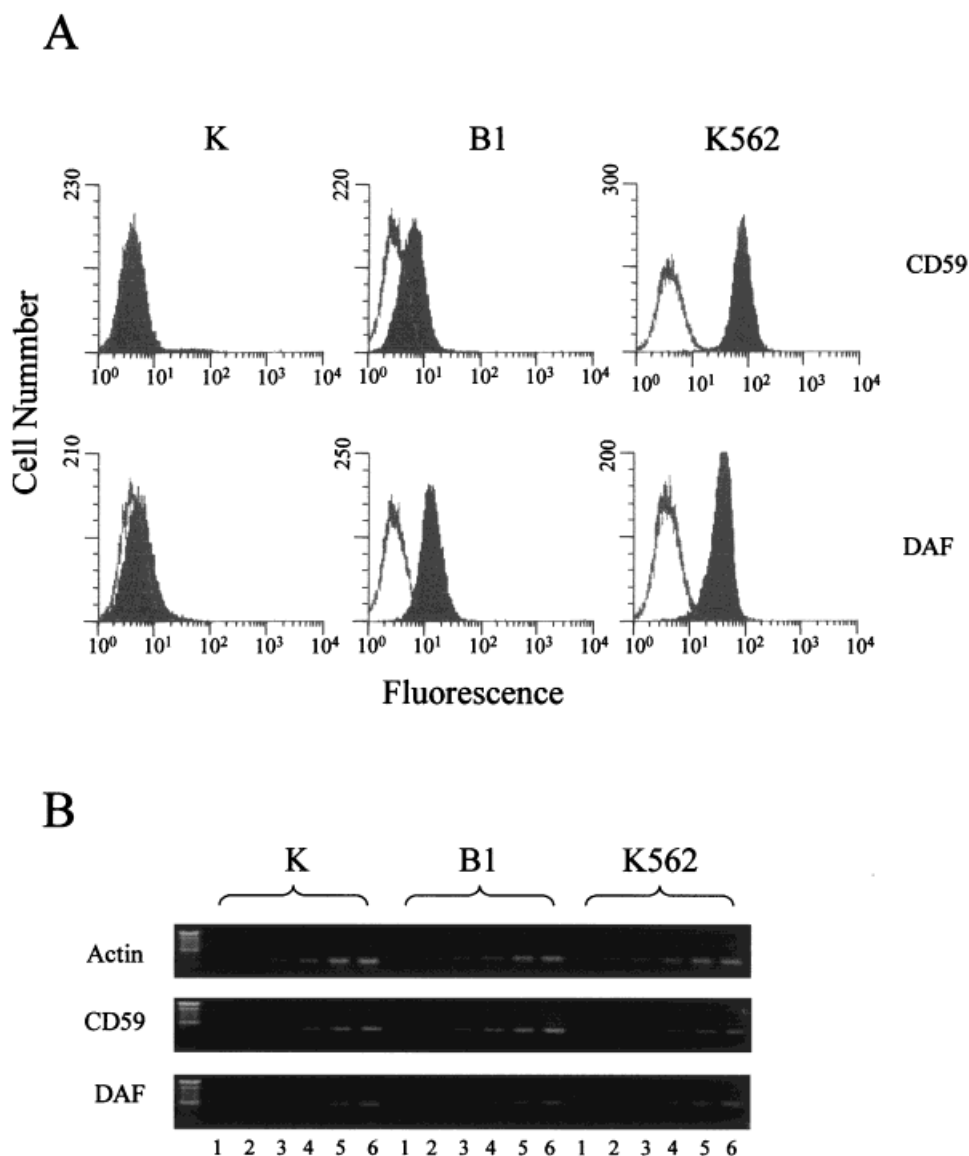 A
K B1 K562
230 220 300
CD59
10⁰ 10¹ 10² 10³ 10⁴ 10⁰ 10¹ 10² 10³ 10⁴ 10⁰ 10¹ 10² 10³ 10⁴
Cell Nummber
210 250 200
DAF
10⁰ 10¹ 10² 10³ 10⁴ 10⁰ 10¹ 10² 10³ 10⁴ 10⁰ 10¹ 10² 10³ 10⁴
Fluorescence
B
K B1 K562
Actin
CD59
DAF
1 2 3 4 5 6 1 2 3 4 5 6 1 2 3 4 5 6